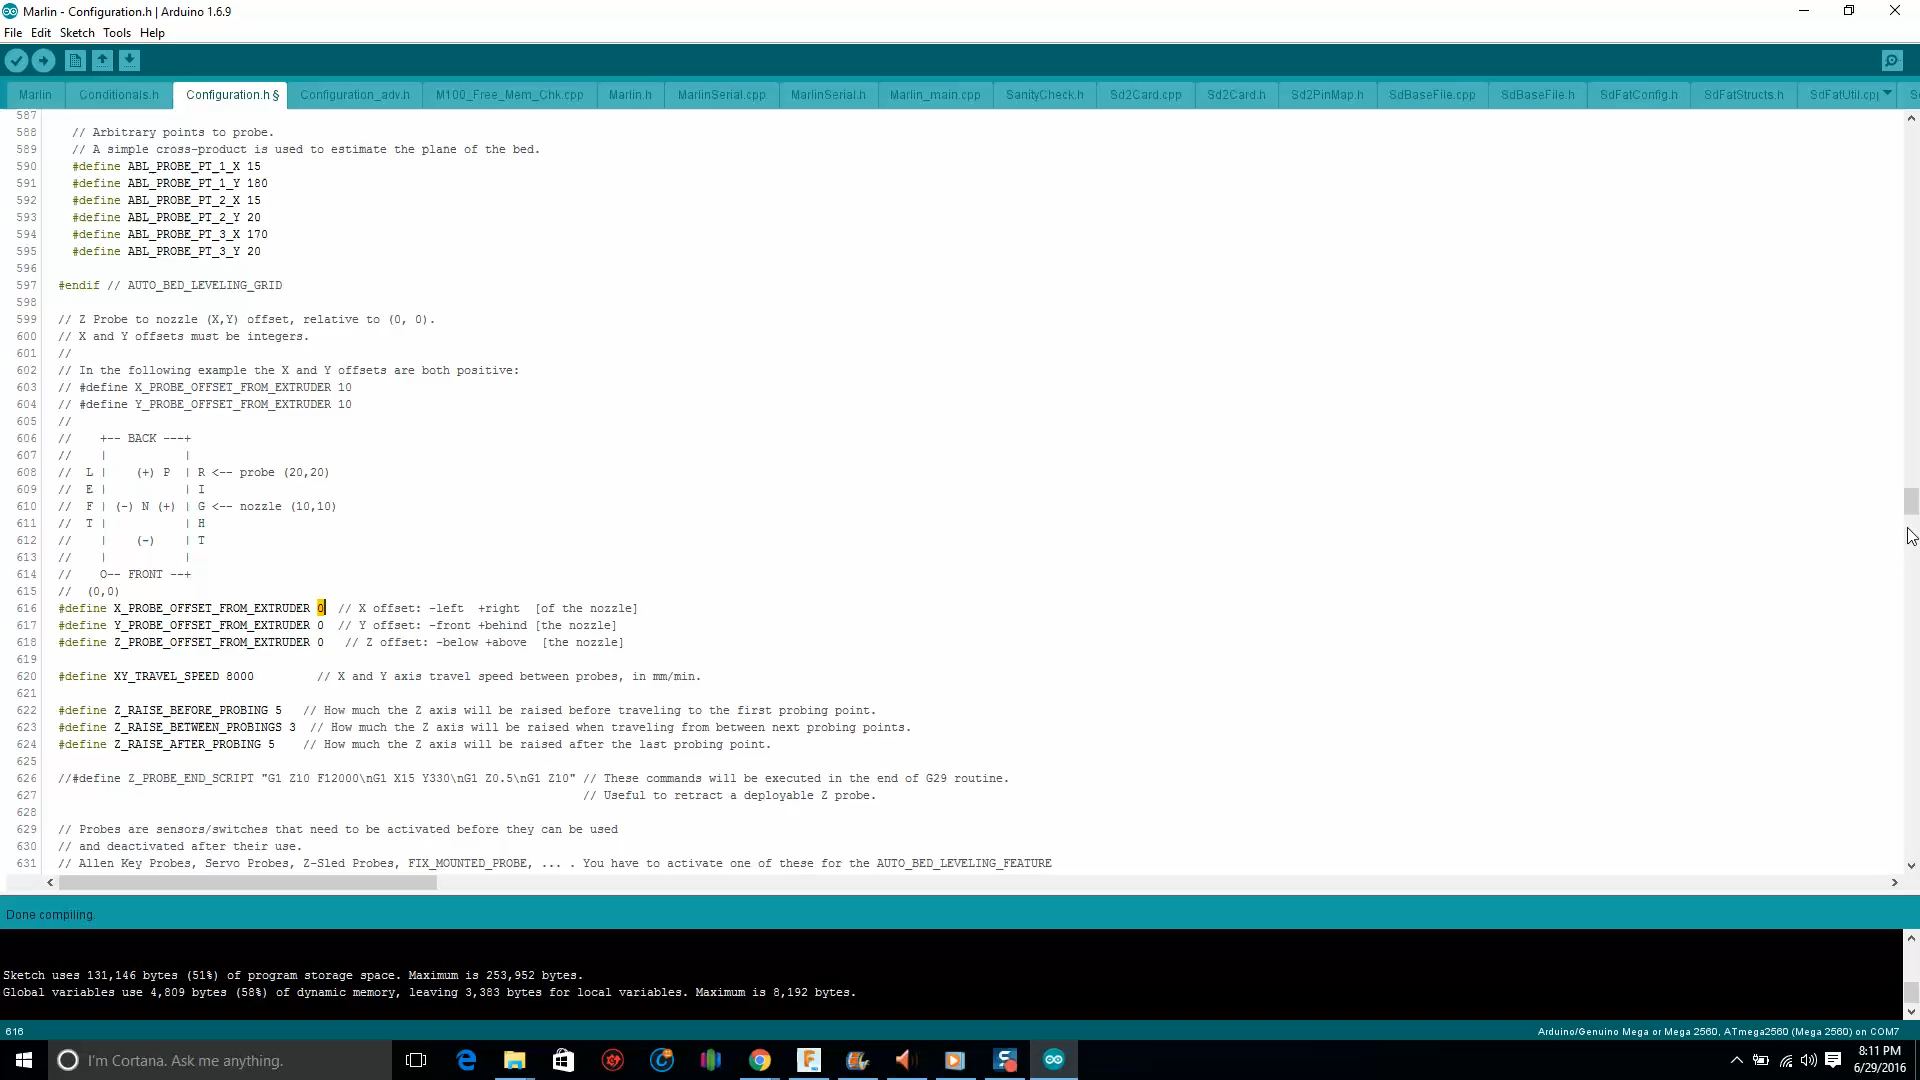 Marlin - Configuration.h | Arduino 1.6.9
File Edit Sketch Tools Help
Marlin Conditionals.h Configuration.h § Configuration_adv.h M100_Free_Mem_Chk.cpp Marlin.h MarlinSerial.cpp MarlinSerial.h Marlin_main.cpp SanityCheck.h Sd2Card.cpp Sd2Card.h Sd2PinMap.h SdBaseFile.cpp SdBaseFile.h SdFatConfig.h SdFatStructs.h SdFatUtil.cpp
587
588 // Arbitrary points to probe.
589 // A simple cross-product is used to estimate the plane of the bed.
590 #define ABL_PROBE_PT_1_X 15
591 #define ABL_PROBE_PT_1_Y 180
592 #define ABL_PROBE_PT_2_X 15
593 #define ABL_PROBE_PT_2_Y 20
594 #define ABL_PROBE_PT_3_X 170
595 #define ABL_PROBE_PT_3_Y 20
596
597 #endif // AUTO_BED_LEVELING_GRID
598
599 // Z Probe to nozzle (X,Y) offset, relative to (0, 0).
600 // X and Y offsets must be integers.
601 //
602 // In the following example the X and Y offsets are both positive:
603 // #define X_PROBE_OFFSET_FROM_EXTRUDER 10
604 // #define Y_PROBE_OFFSET_FROM_EXTRUDER 10
605 //
606 //    +-- BACK ---+
607 //    |           |
608 //  L |    (+) P  | R <-- probe (20,20)
609 //  E |           | I
610 //  F | (-) N (+) | G <-- nozzle (10,10)
611 //  T |           | H
612 //    |    (-)    | T
613 //    |           |
614 //    O-- FRONT --+
615 //  (0,0)
616 #define X_PROBE_OFFSET_FROM_EXTRUDER 0  // X offset: -left  +right  [of the nozzle]
617 #define Y_PROBE_OFFSET_FROM_EXTRUDER 0  // Y offset: -front +behind [the nozzle]
618 #define Z_PROBE_OFFSET_FROM_EXTRUDER 0   // Z offset: -below +above  [the nozzle]
619
620 #define XY_TRAVEL_SPEED 8000         // X and Y axis travel speed between probes, in mm/min.
621
622 #define Z_RAISE_BEFORE_PROBING 5   // How much the Z axis will be raised before traveling to the first probing point.
623 #define Z_RAISE_BETWEEN_PROBINGS 3  // How much the Z axis will be raised when traveling from between next probing points.
624 #define Z_RAISE_AFTER_PROBING 5    // How much the Z axis will be raised after the last probing point.
625
626 //#define Z_PROBE_END_SCRIPT "G1 Z10 F12000\nG1 X15 Y330\nG1 Z0.5\nG1 Z10" // These commands will be executed in the end of G29 routine.
627 // Useful to retract a deployable Z probe.
628
629 // Probes are sensors/switches that need to be activated before they can be used
630 // and deactivated after their use.
631 // Allen Key Probes, Servo Probes, Z-Sled Probes, FIX_MOUNTED_PROBE, ... . You have to activate one of these for the AUTO_BED_LEVELING_FEATURE
Done compiling.
Sketch uses 131,146 bytes (51%) of program storage space. Maximum is 253,952 bytes.
Global variables use 4,809 bytes (58%) of dynamic memory, leaving 3,383 bytes for local variables. Maximum is 8,192 bytes.
616 Arduino/Genuino Mega or Mega 2560, ATmega2560 (Mega 2560) on COM7
I'm Cortana. Ask me anything.
8:11 PM
6/29/2016